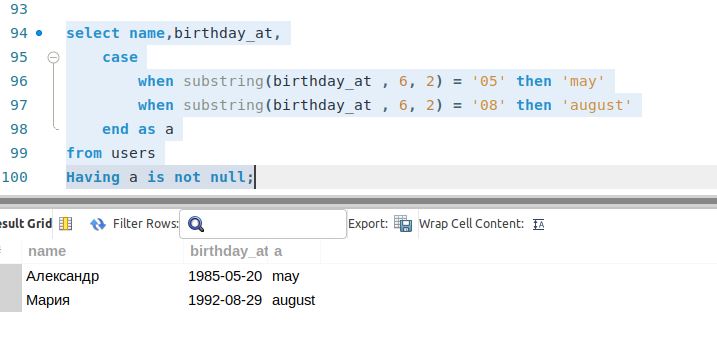 93
94 select name,birthday_at,
95 case
96 when substring(birthday_at , 6, 2) = '05' then 'may'
97 when substring(birthday_at , 6, 2) = '08' then 'august'
98 end as a
99 from users
100 Having a is not null;
esult Grid Filter Rows: Export: Wrap Cell Content: IA
name birthday_at a
Александр 1985-05-20 may
Мария 1992-08-29 august